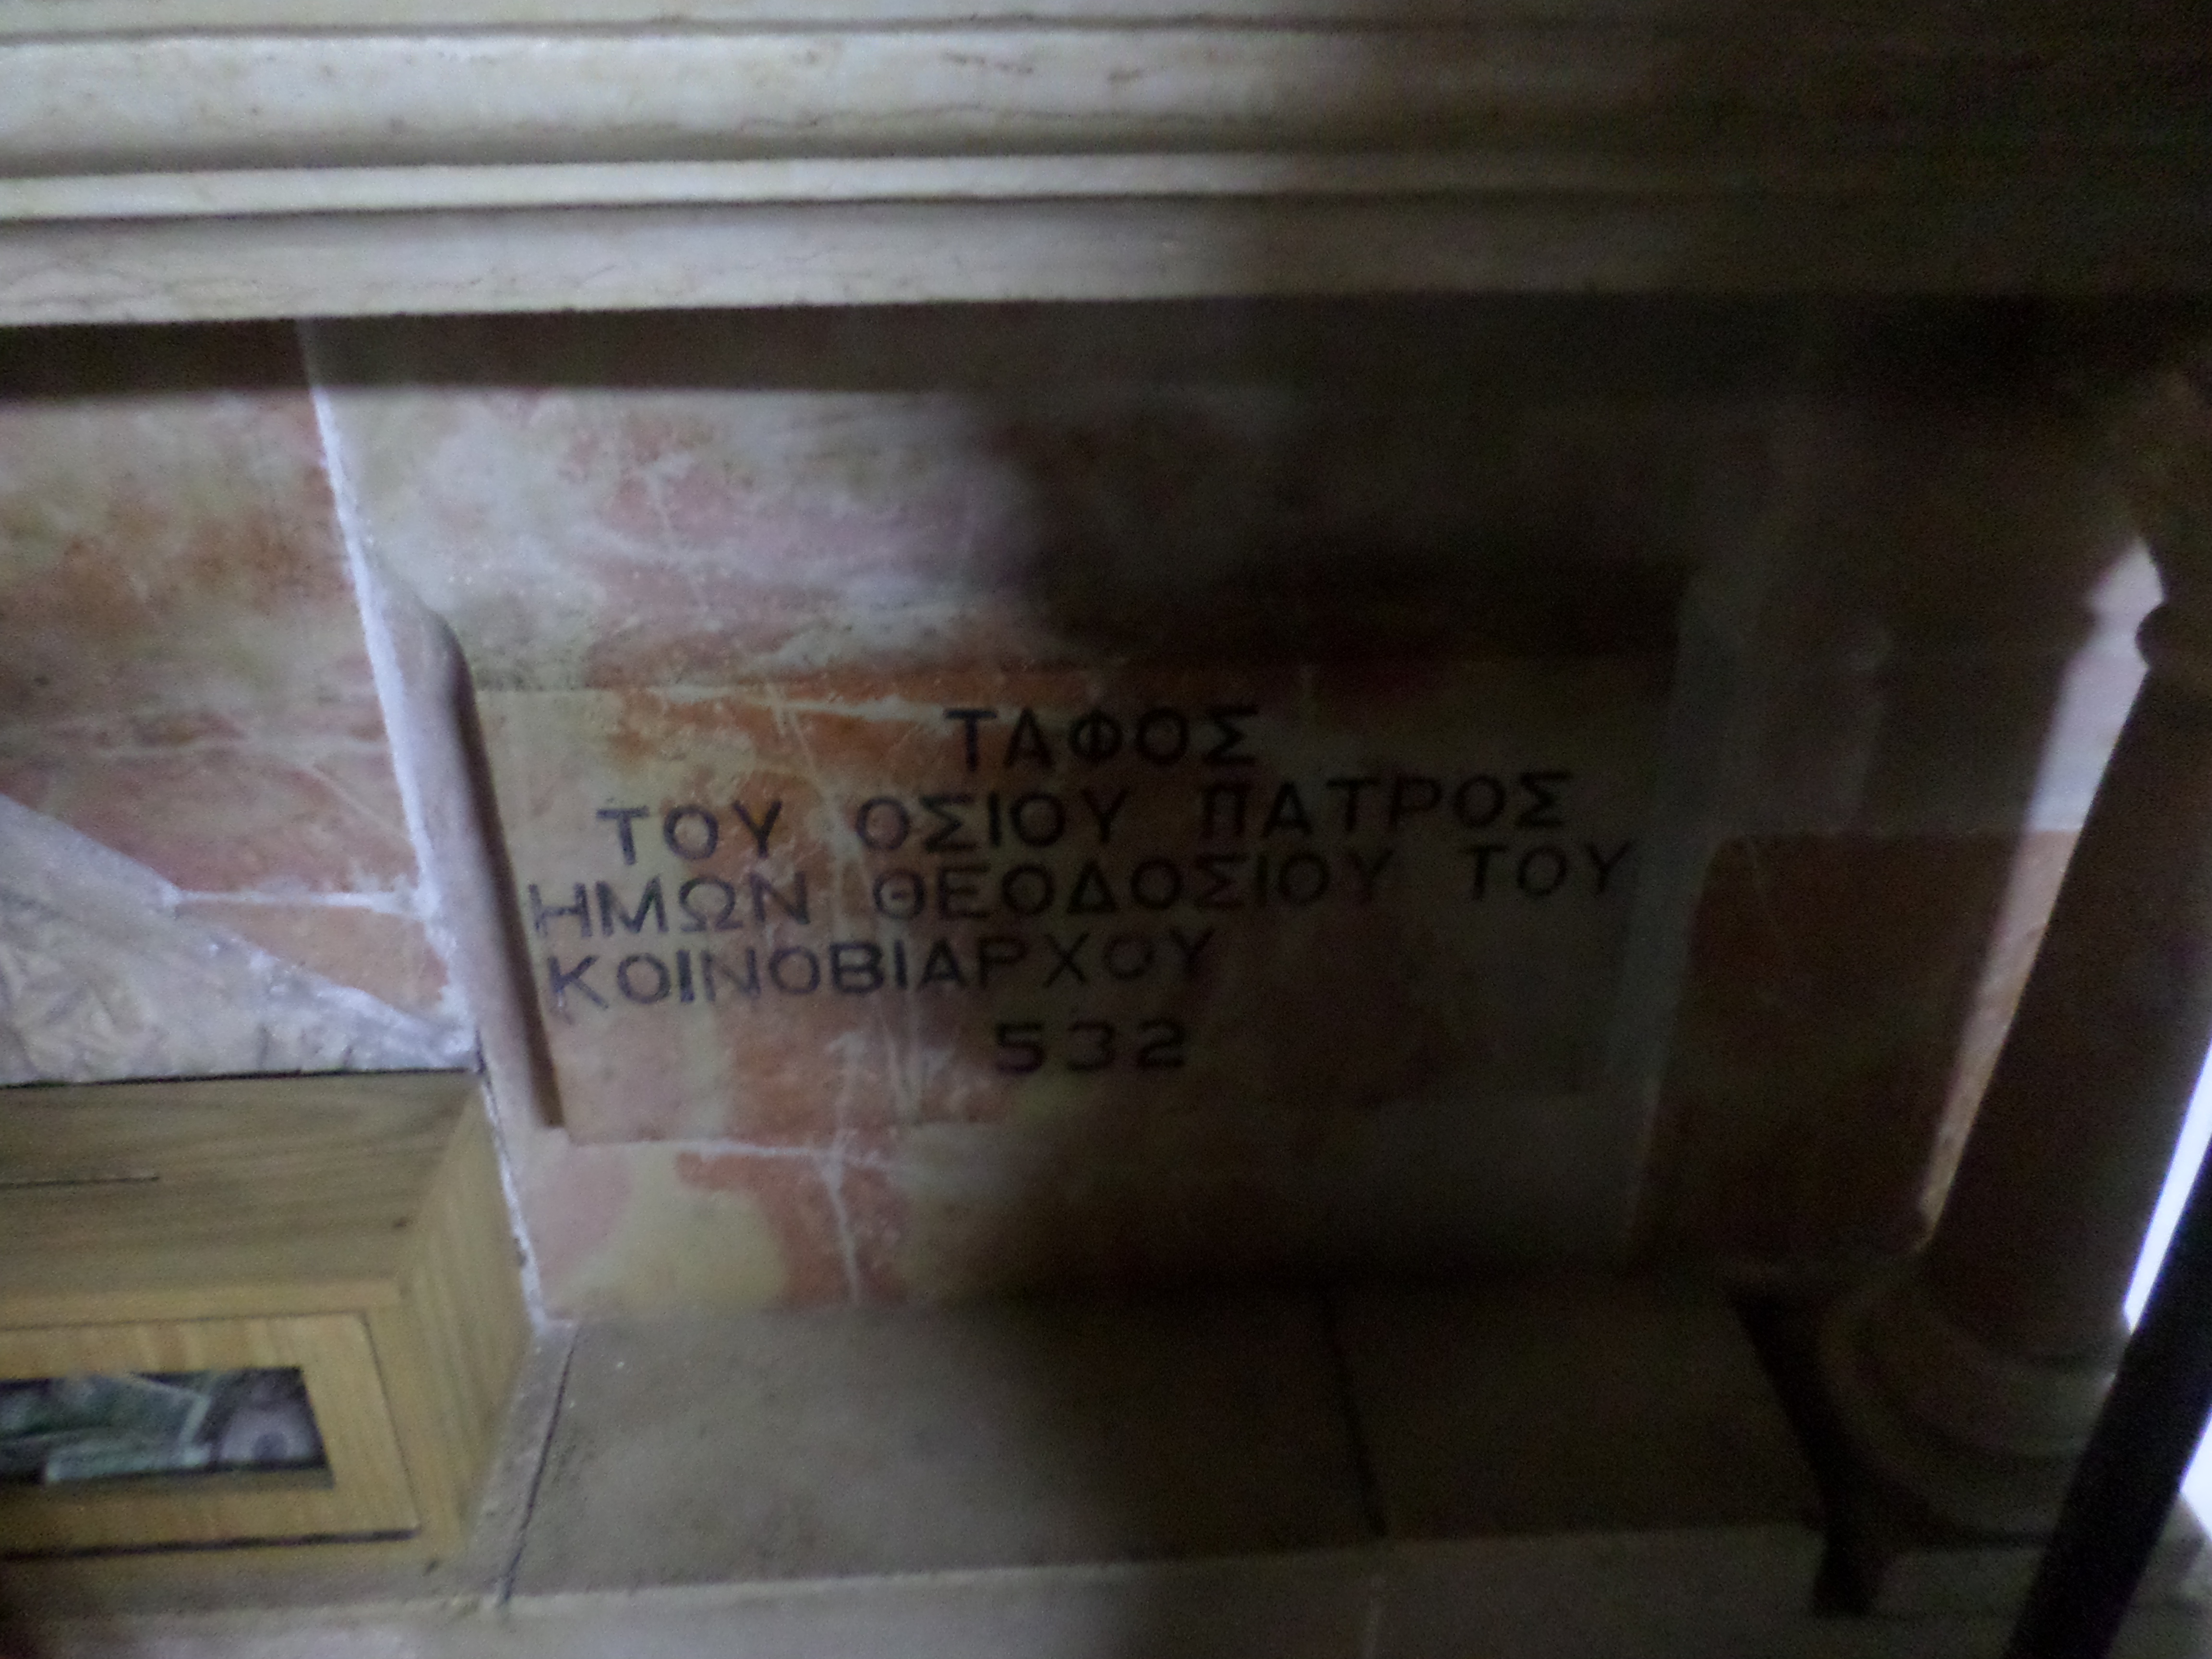 ΤΑΦΟΣ
ΤΟΥ ΟΣΙΟΥ ΠΑΤΡΟΣ
ΗΜΩΝ ΘΕΟΔΟΣΙΟΥ ΤΟΥ
ΚΟΙΝΟΒΙΑΡΧΟΥ
532